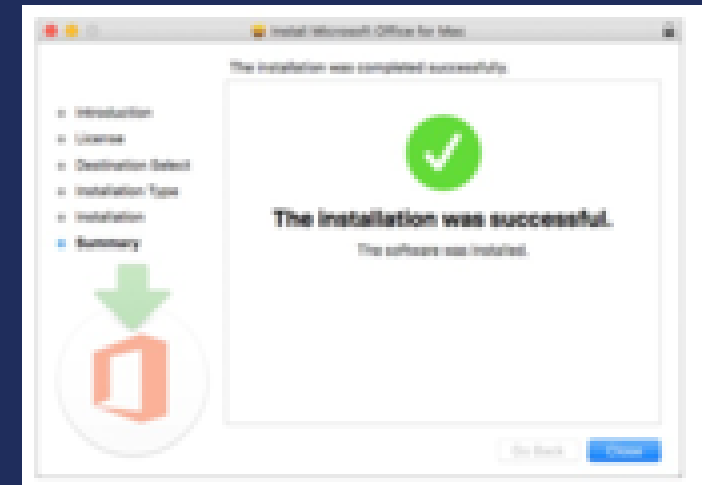 Install Microsoft Office for Mac
The installation was completed successfully.
Introduction
License
Destination Select
Installation Type
Installation
Summary
The installation was successful.
The software was installed.
Go Back
Close